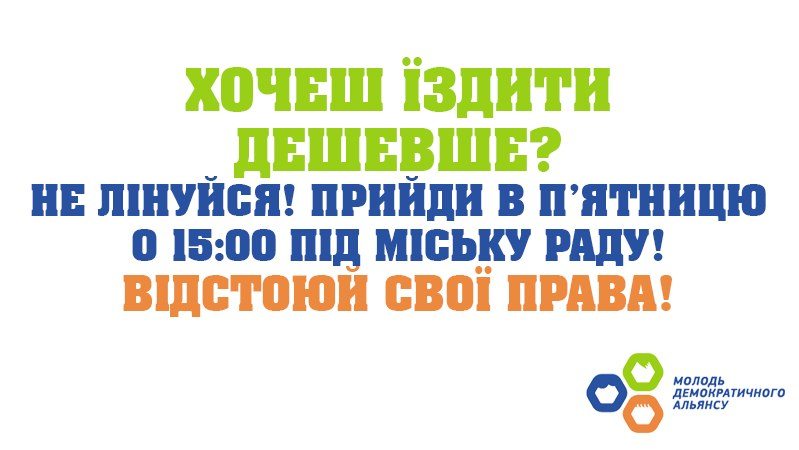 ХОЧЕШ ЇЗДИТИ
ДЕШЕВШЕ?
НЕ ЛІНУЙСЯ! ПРИЙДИ В П'ЯТНИЦЮ
О 15:00 ПІД МІСЬКУ РАДУ!
ВІДСТОЮЙ СВОЇ ПРАВА!
МОЛОДЬ
ДЕМОКРАТИЧНОГО
АЛЬЯНСУ